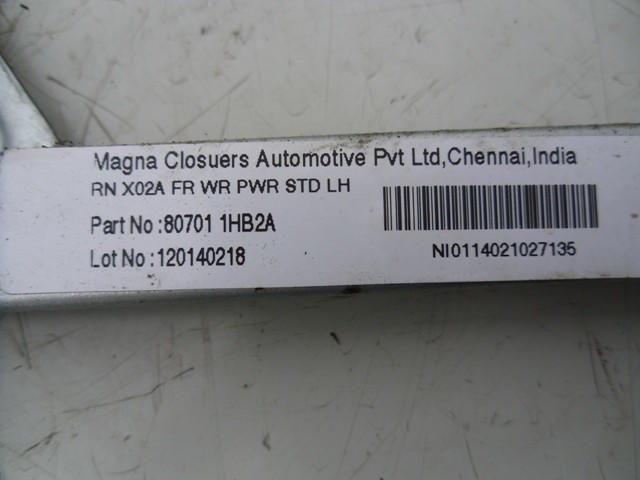 Magna Closuers Automotive Pvt Ltd,Chennai,India
RN X02A FR WR PWR STD LH
Part No :80701 1HB2A
Lot No :120140218
NI0114021027135